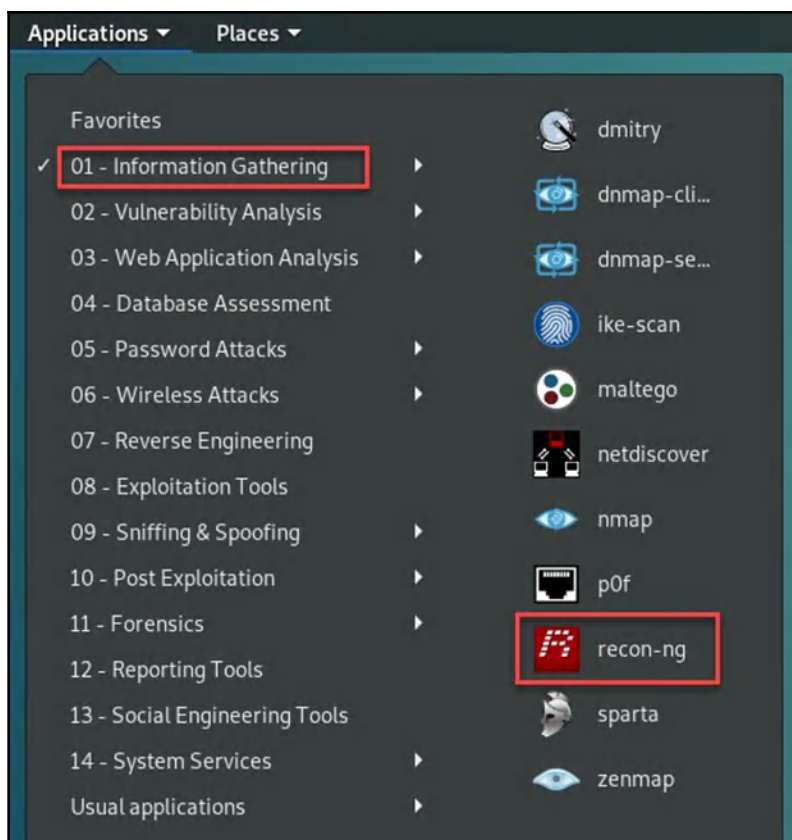 Applications Places
Favorites
01 - Information Gathering
02 - Vulnerability Analysis
03 - Web Application Analysis
04 - Database Assessment
05 - Password Attacks
06 - Wireless Attacks
07 - Reverse Engineering
08 - Exploitation Tools
09 - Sniffing & Spoofing
10 - Post Exploitation
11 - Forensics
12 - Reporting Tools
13 - Social Engineering Tools
14 - System Services
Usual applications
dmitry
dnmap-cli...
dnmap-se...
ike-scan
maltego
netdiscover
nmap
p0f
recon-ng
sparta
zenmap